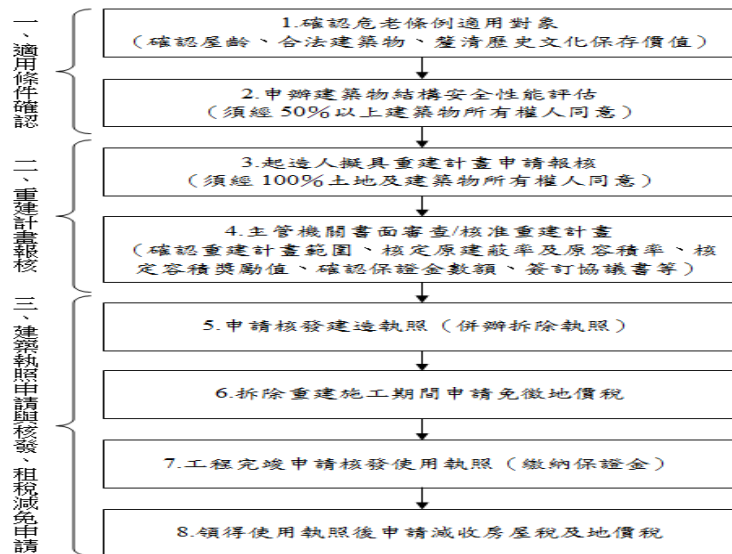 一、適用條件確認
1.確認危老條例適用對象
(確認屋齡、合法建築物、釐清歷史文化保存價值)
2.申辦建築物結構安全性能評估
(須經 50%以上建築物所有權人同意)
二、重建計畫報核
3.起造人擬具重建計畫申請報核
(須經 100%土地及建築物所有權人同意)
4.主管機關書面審查/核准重建計畫
(確認重建計畫範圍、核定原建蔽率及原容積率、核
定容積獎勵值、確認保證金數額、簽訂協議書等)
三、建築執照申請與核發、租稅減免申請
5.申請核發建造執照(併辦拆除執照)
6.拆除重建施工期間申請免徵地價稅
7.工程完竣申請核發使用執照(繳納保證金)
8.領得使用執照後申請減收房屋稅及地價稅